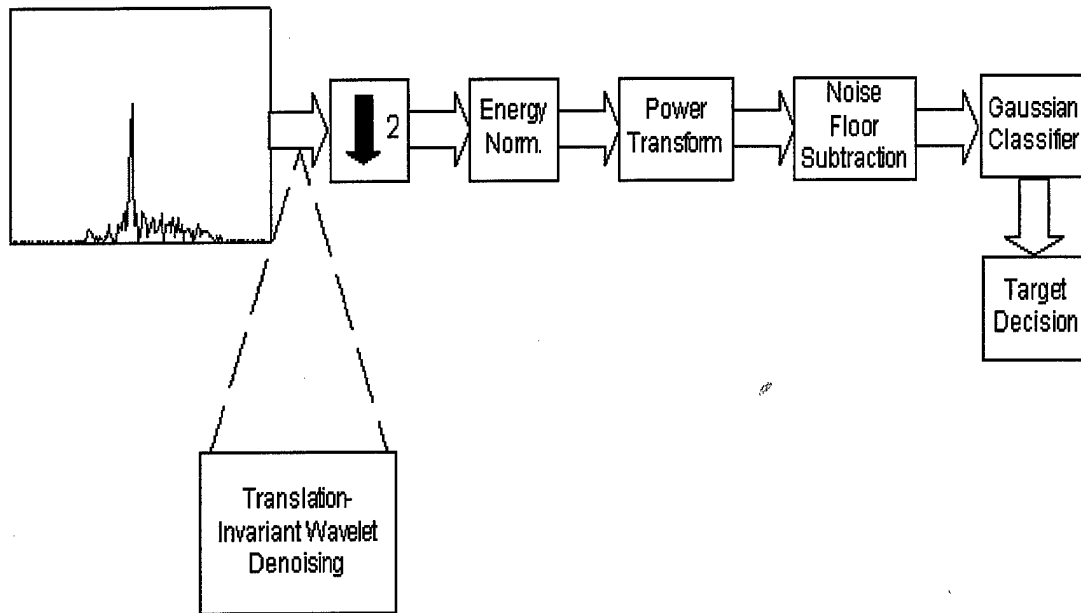 2
Energy
Norm.
Power
Transform
Noise
Floor
Subtraction
Gaussian
Classifier
Target
Decision
Translation-
Invariant Wavelet
Denoising